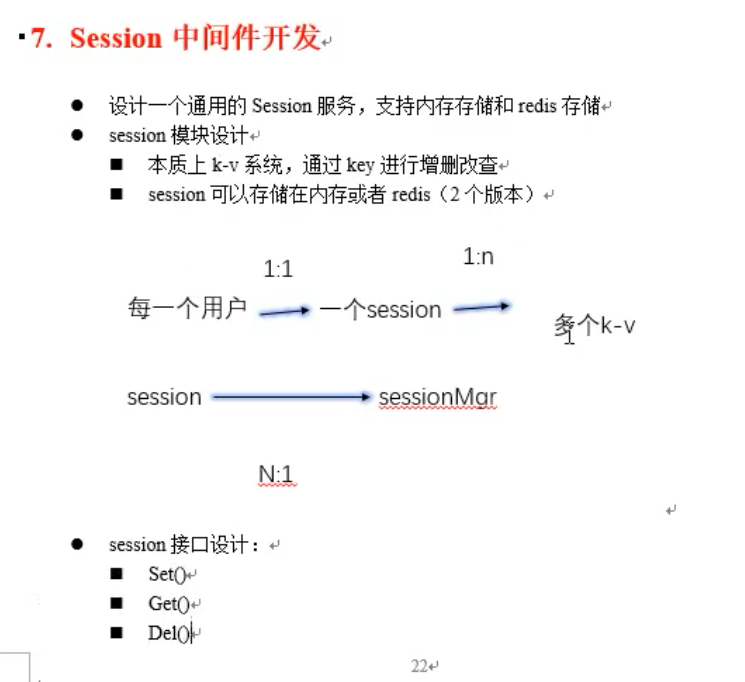 7. Session 中间件开发
● 设计一个通用的 Session 服务，支持内存存储和 redis 存储
● session 模块设计
■ 本质上 k-v 系统，通过 key 进行增删改查
■ session 可以存储在内存或者 redis（2 个版本）
1:1 1:n
每一个用户 一个session 多个k-v
session sessionMgr
N:1
● session 接口设计：
■ Set()
■ Get()
■ Del()
22